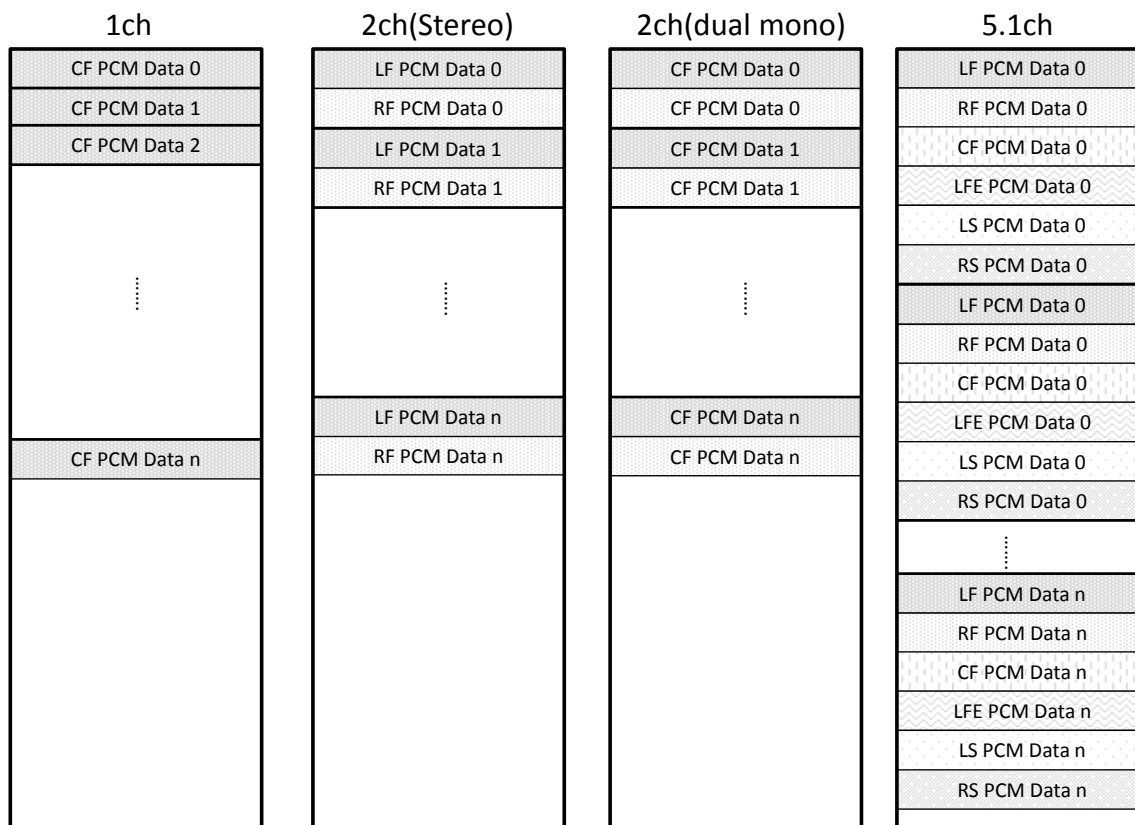 1ch
CF PCM Data 0
CF PCM Data 1
CF PCM Data 2
CF PCM Data n
2ch(Stereo)
LF PCM Data 0
RF PCM Data 0
LF PCM Data 1
RF PCM Data 1
LF PCM Data n
RF PCM Data n
2ch(dual mono)
CF PCM Data 0
CF PCM Data 0
CF PCM Data 1
CF PCM Data 1
CF PCM Data n
CF PCM Data n
5.1ch
LF PCM Data 0
RF PCM Data 0
CF PCM Data 0
LFE PCM Data 0
LS PCM Data 0
RS PCM Data 0
LF PCM Data 0
RF PCM Data 0
CF PCM Data 0
LFE PCM Data 0
LS PCM Data 0
RS PCM Data 0
LF PCM Data n
RF PCM Data n
CF PCM Data n
LFE PCM Data n
LS PCM Data n
RS PCM Data n